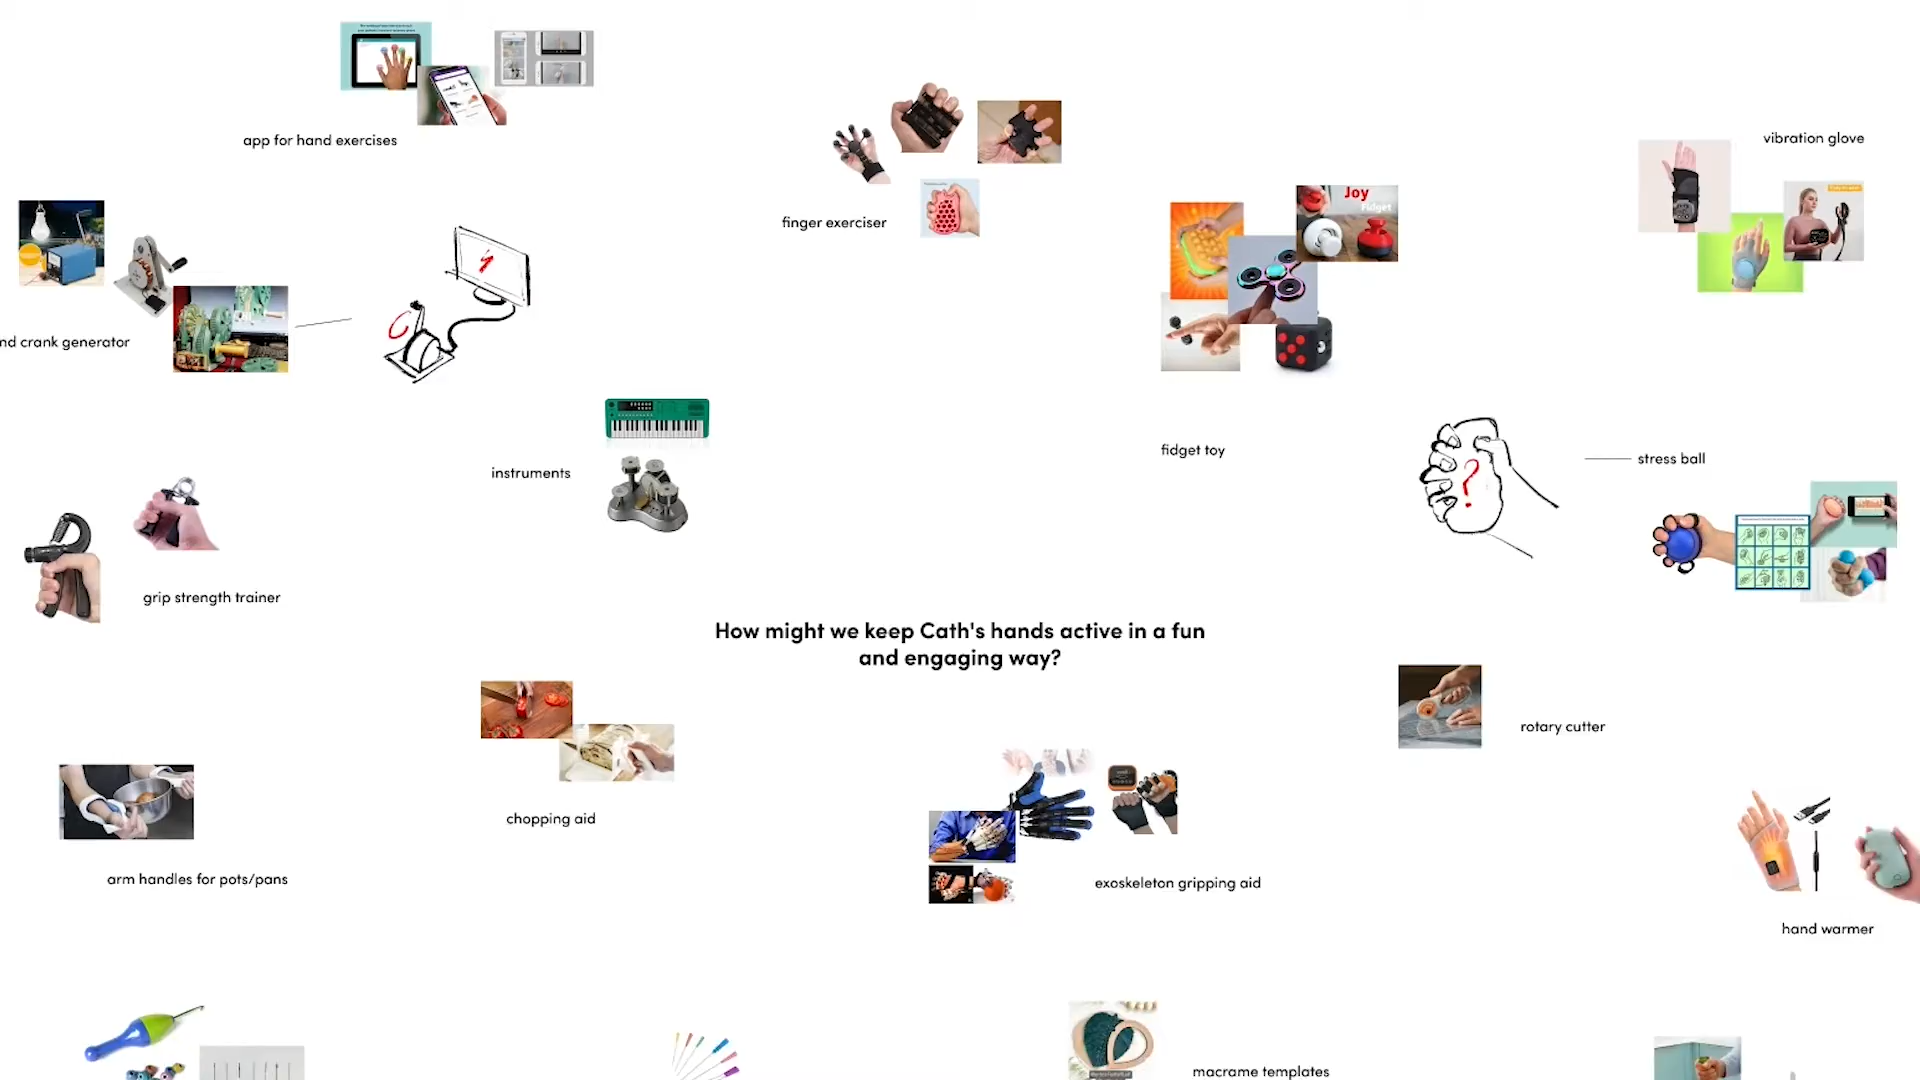 app for hand exercises
vibration glove
finger exerciser
Joy
Fidget
nd crank generator
fidget toy
stress ball
instruments
grip strength trainer
How might we keep Cath's hands active in a fun
and engaging way?
rotary cutter
chopping aid
arm handles for pots/pans
exoskeleton gripping aid
hand warmer
macrame templates